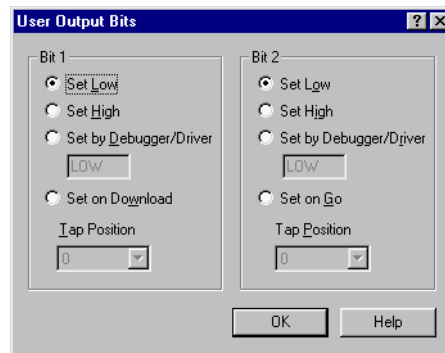 User Output Bits
Bit 1
Set Low
Set High
Set by Debugger/Driver
LOW
Set on Download
Tap Position
0
Bit 2
Set Low
Set High
Set by Debugger/Driver
LOW
Set on Go
Tap Position
0
OK
Help